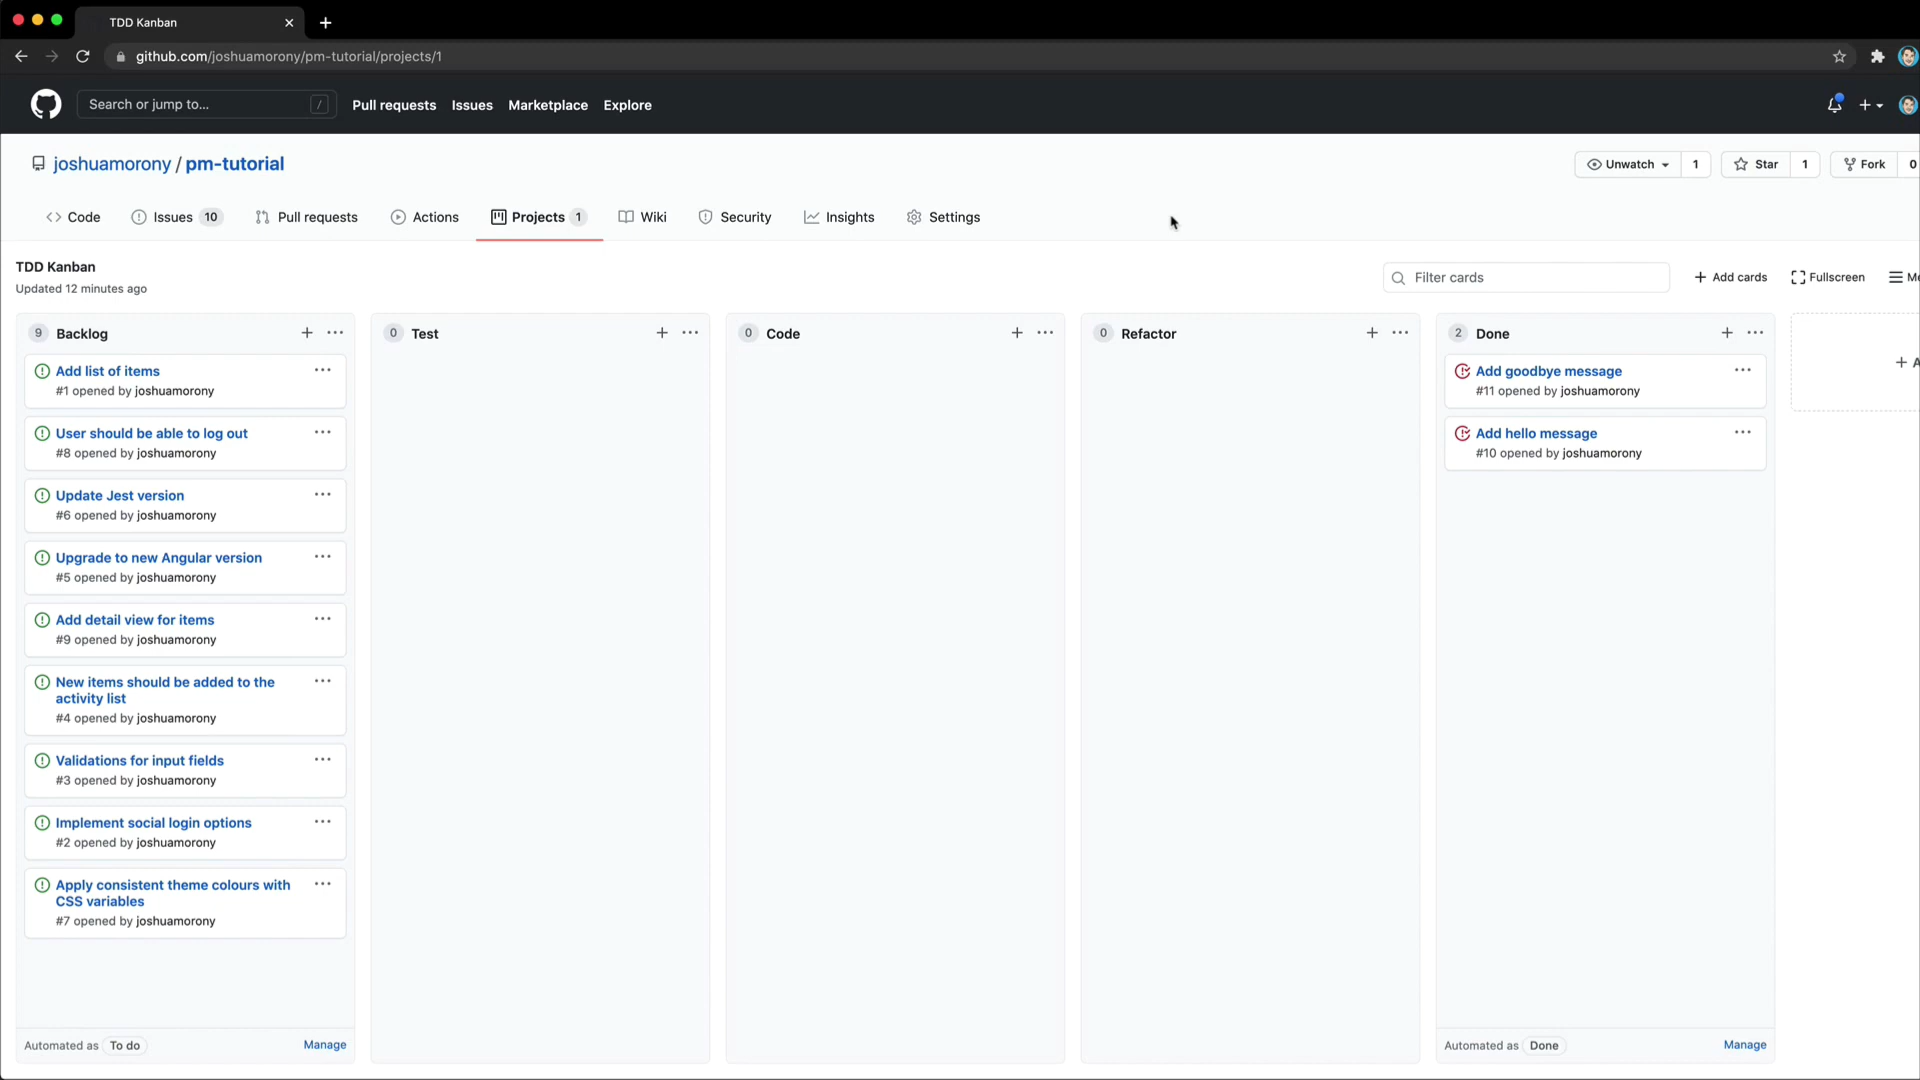 TDD Kanban
github.com/joshuamorony/pm-tutorial/projects/1
Search or jump to... /
Pull requests Issues Marketplace Explore
joshuamorony / pm-tutorial
Unwatch 1 Star 1 Fork 0
Code Issues 10 Pull requests Actions Projects 1 Wiki Security Insights Settings
TDD Kanban
Updated 12 minutes ago
Filter cards
Add cards Fullscreen Me
9 Backlog
Add list of items
#1 opened by joshuamorony
User should be able to log out
#8 opened by joshuamorony
Update Jest version
#6 opened by joshuamorony
Upgrade to new Angular version
#5 opened by joshuamorony
Add detail view for items
#9 opened by joshuamorony
New items should be added to the
activity list
#4 opened by joshuamorony
Validations for input fields
#3 opened by joshuamorony
Implement social login options
#2 opened by joshuamorony
Apply consistent theme colours with
CSS variables
#7 opened by joshuamorony
Automated as To do Manage
0 Test
0 Code
0 Refactor
2 Done
Add goodbye message
#11 opened by joshuamorony
Add hello message
#10 opened by joshuamorony
Automated as Done Manage
+ A